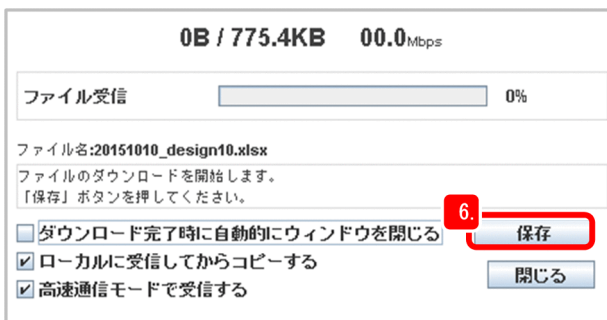 0B / 775.4KB 00.0Mbps
ファイル受信 0%
ファイル名:20151010_design10.xlsx
ファイルのダウンロードを開始します。
「保存」ボタンを押してください。
6.
ダウンロード完了時に自動的にウィンドウを閉じる 保存
ローカルに受信してからコピーする
閉じる
高速通信モードで受信する